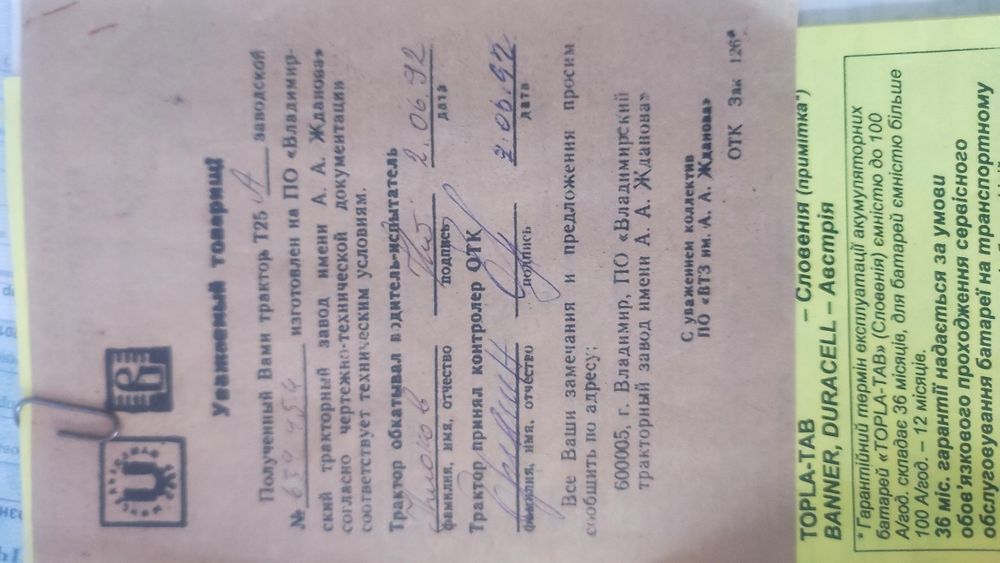 Уважаемый товарищ!
Полученный Вами трактор Т25 А заводской
№ 639454 изготовлен на ПО «Владимир-
ский тракторный завод имени А. А. Жданова»
согласно чертежно-технической документации
соответствует техническим условиям.
Трактор обкатывал водитель-испытатель
2.06.92
фамилия, имя, отчество подпись дата
Трактор принял контролер ОТК
2.06.92
фамилия, имя, отчество подпись дата
Все Ваши замечания и предложения просим
сообщить по адресу:
600005, г. Владимир, ПО «Владимирский
тракторный завод имени А. А. Жданова»
С уважением коллектив
ПО «ВТЗ им. А. А. Жданова»
ОТК Зак 126*
TOPLA-TAB – Словенія (примітка*)
BANNER, DURACELL – Австрія
* Гарантійний термін експлуатації акумуляторних
батарей «TOPLA-TAB» (Словенія) ємністю до 100
А/год. складає 36 місяців, для батарей ємністю більше
100 А/год. – 12 місяців.
36 міс. гарантії надається за умови
обов'язкового проходження сервісного
обслуговування батареї на транспортному